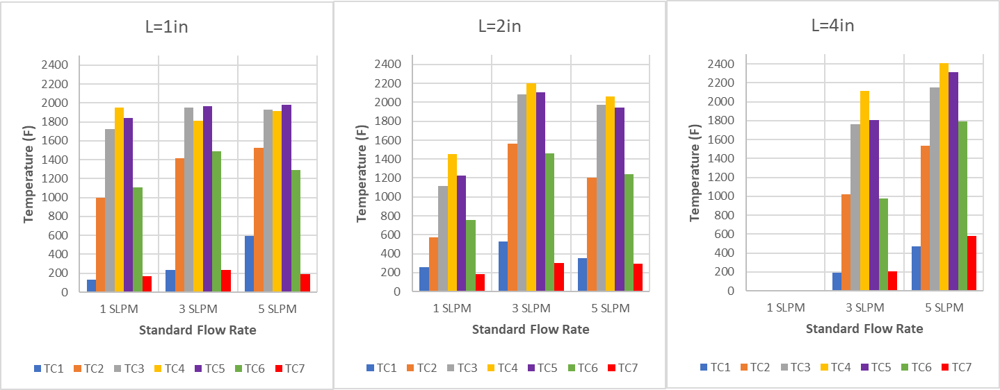 L=1in
2400
2200
2000
1800
1600
1400
1200
1000
800
600
400
200
0
Temperature (F)
1 SLPM 3 SLPM 5 SLPM
Standard Flow Rate
TC1 TC2 TC3 TC4 TC5 TC6 TC7
L=2in
2400
2200
2000
1800
1600
1400
1200
1000
800
600
400
200
0
Temperature (F)
1 SLPM 3 SLPM 5 SLPM
Standard Flow Rate
TC1 TC2 TC3 TC4 TC5 TC6 TC7
L=4in
2400
2200
2000
1800
1600
1400
1200
1000
800
600
400
200
0
Temperature (F)
1 SLPM 3 SLPM 5 SLPM
Standard Flow Rate
TC1 TC2 TC3 TC4 TC5 TC6 TC7